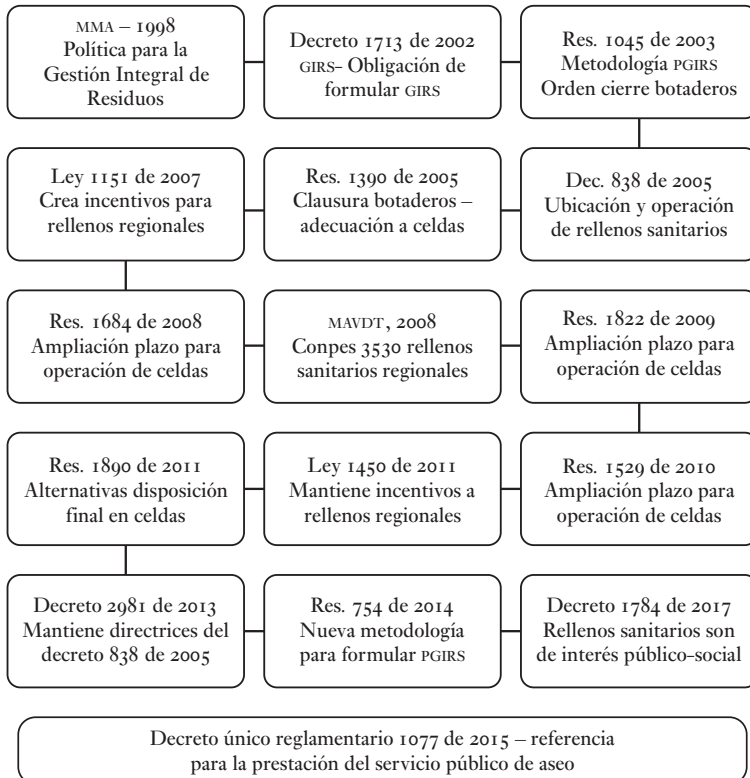 MMA – 1998
Política para la
Gestión Integral de
Residuos
Decreto 1713 de 2002
GIRS– Obligación de
formular GIRS
Res. 1045 de 2003
Metodología PGIRS
Orden cierre botaderos
Dec. 838 de 2005
Ubicación y operación
de rellenos sanitarios
Res. 1390 de 2005
Clausura botaderos –
adecuación a celdas
Ley 1151 de 2007
Crea incentivos para
rellenos regionales
Res. 1684 de 2008
Ampliación plazo para
operación de celdas
MAVDT, 2008
Conpes 3530 rellenos
sanitarios regionales
Res. 1822 de 2009
Ampliación plazo para
operación de celdas
Res. 1529 de 2010
Ampliación plazo para
operación de celdas
Ley 1450 de 2011
Mantiene incentivos a
rellenos regionales
Res. 1890 de 2011
Alternativas disposición
final en celdas
Decreto 2981 de 2013
Mantiene directrices del
decreto 838 de 2005
Res. 754 de 2014
Nueva metodología
para formular PGIRS
Decreto 1784 de 2017
Rellenos sanitarios son
de interés público-social
Decreto único reglamentario 1077 de 2015 – referencia
para la prestación del servicio público de aseo